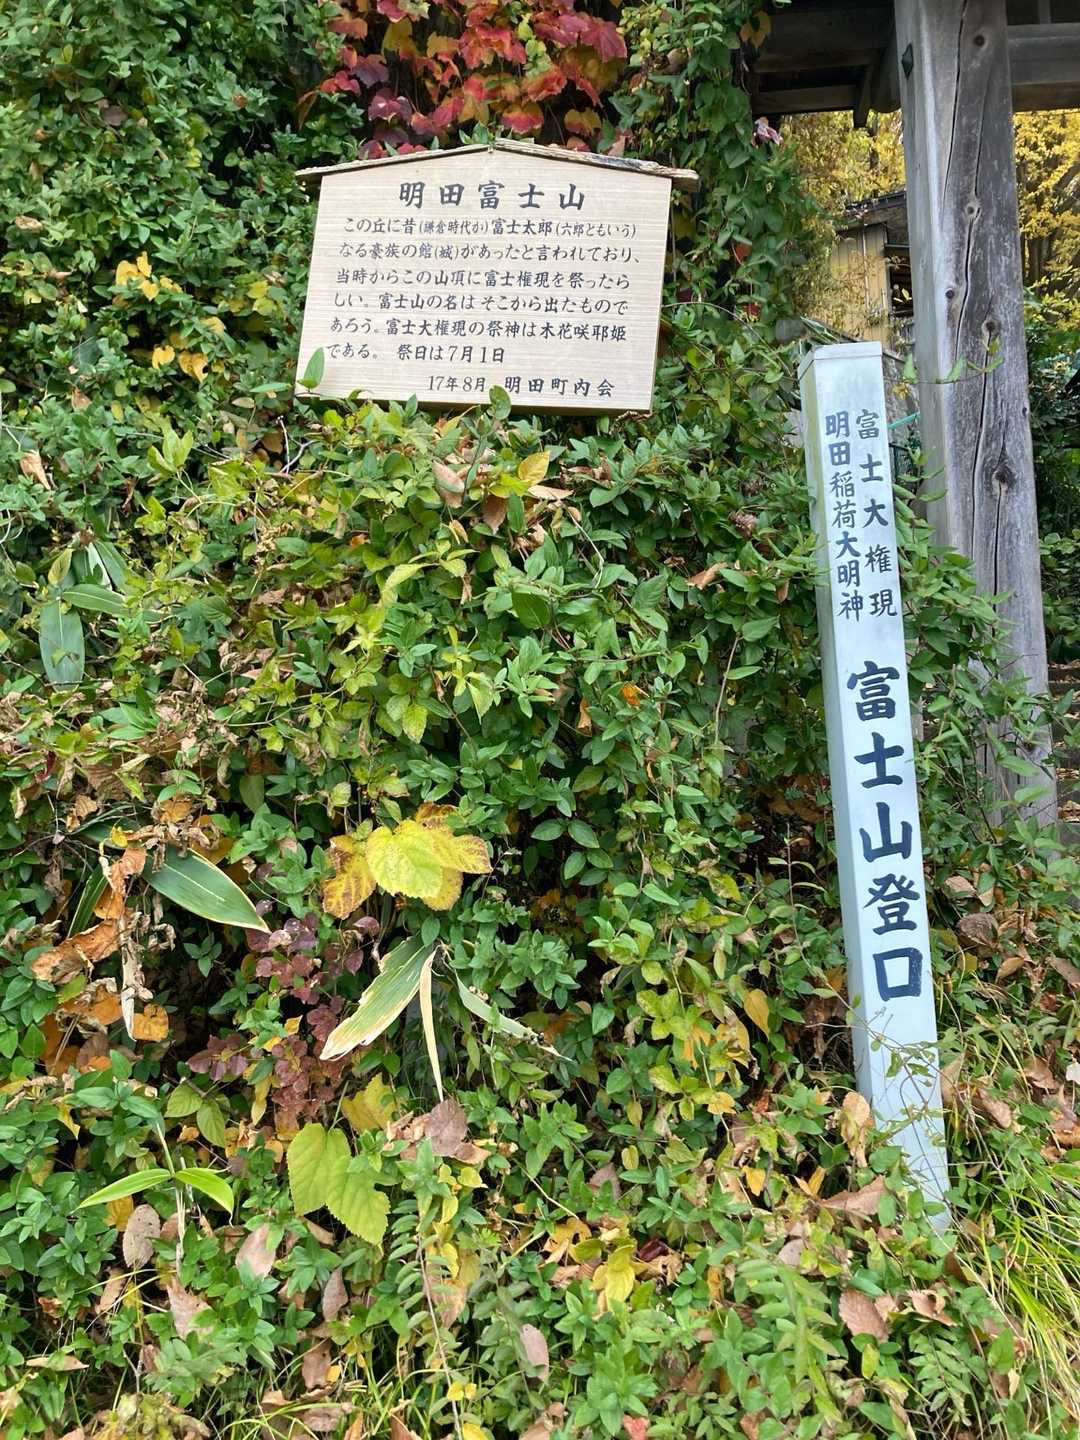 明田富士山
この丘に昔(鎌倉時代か)富士太郎(六郎ともいう)
なる豪族の館(城)があったと言われており、
当時からこの山頂に富士権現を祭ったら
しい。富士山の名はそこから出たもので
あろう。富士大権現の祭神は木花咲耶姫
である。 祭日は7月1日
17年8月 明田町内会
富士大権現
明田稲荷大明神
富士山登口